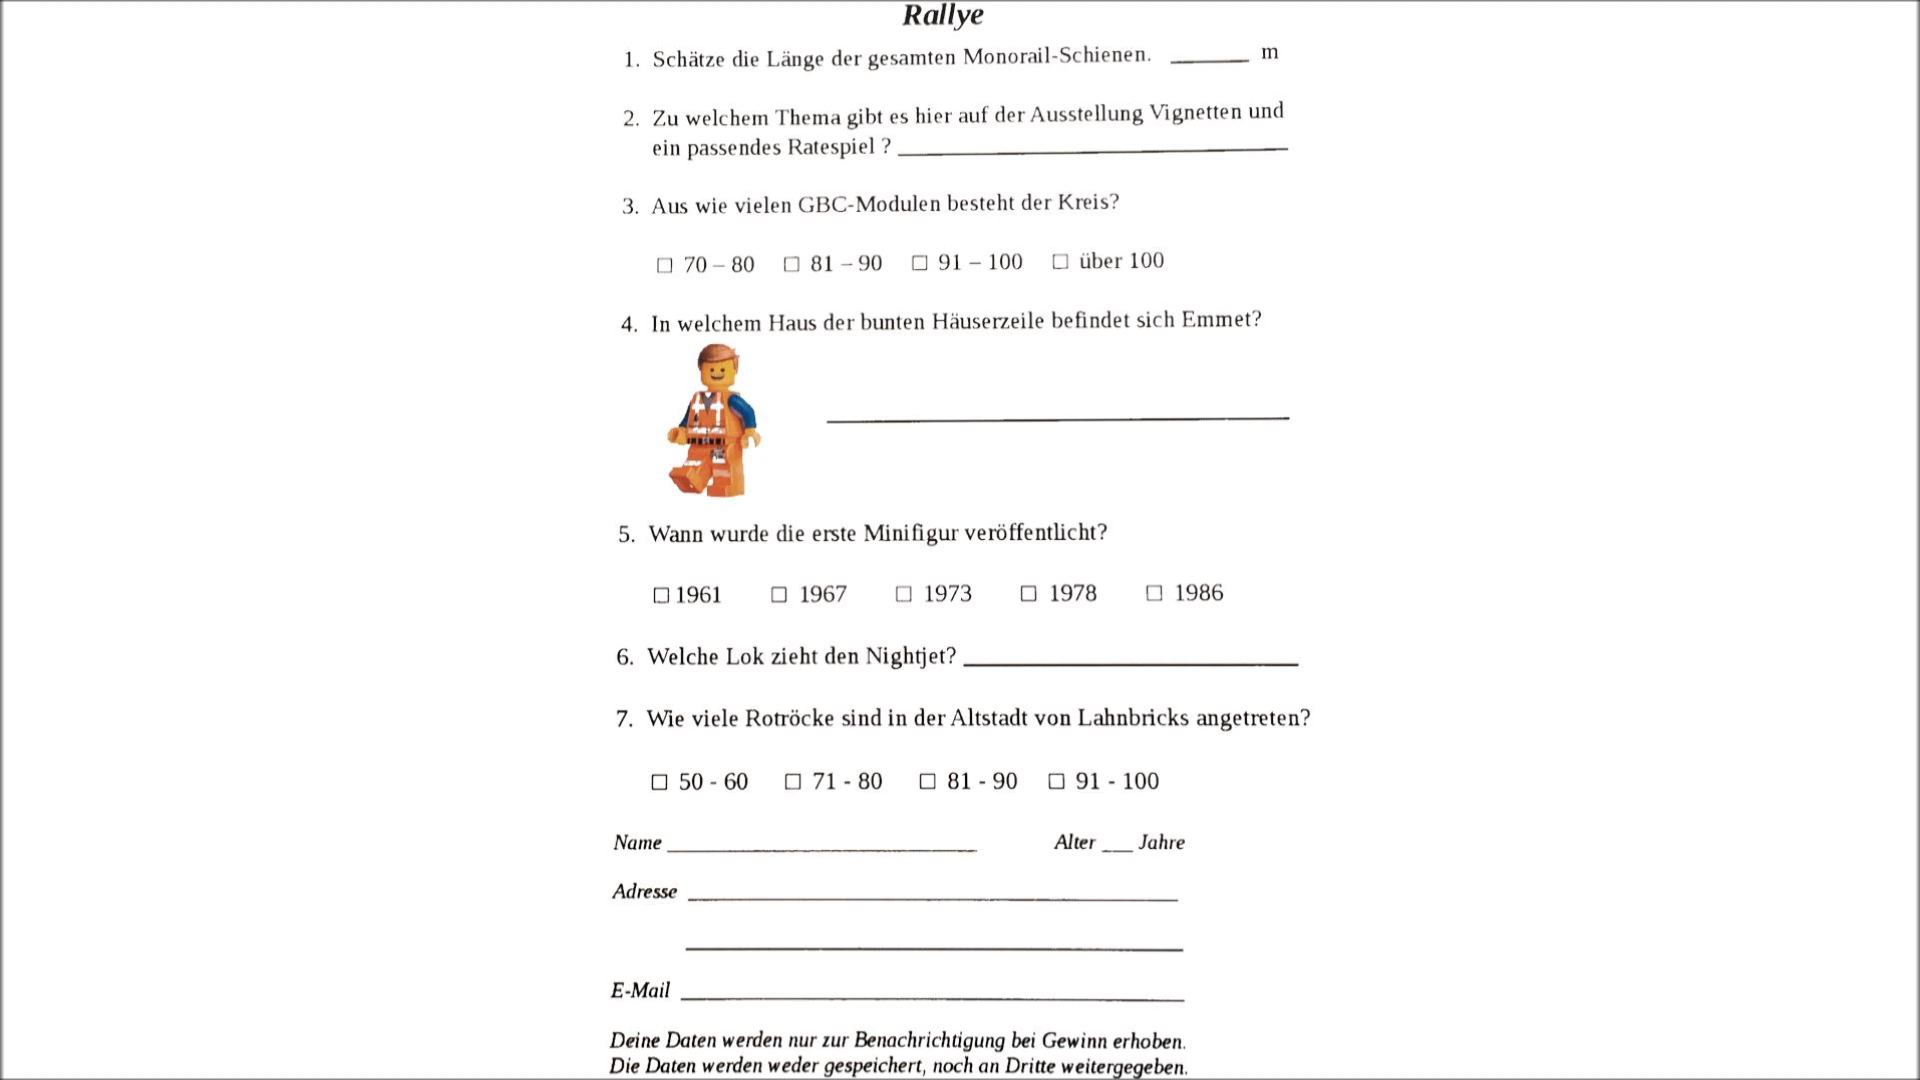 Rallye
1. Schätze die Länge der gesamten Monorail-Schienen. ______ m
2. Zu welchem Thema gibt es hier auf der Ausstellung Vignetten und
ein passendes Ratespiel ? ______________________________
3. Aus wie vielen GBC-Modulen besteht der Kreis?
☐ 70 – 80 ☐ 81 – 90 ☐ 91 – 100 ☐ über 100
4. In welchem Haus der bunten Häuserzeile befindet sich Emmet?
5. Wann wurde die erste Minifigur veröffentlicht?
☐ 1961 ☐ 1967 ☐ 1973 ☐ 1978 ☐ 1986
6. Welche Lok zieht den Nightjet? __________________________
7. Wie viele Rotröcke sind in der Altstadt von Lahnbricks angetreten?
☐ 50 - 60 ☐ 71 - 80 ☐ 81 - 90 ☐ 91 - 100
Name ________________________ Alter ___ Jahre
Adresse ______________________________________
E-Mail _______________________________________
Deine Daten werden nur zur Benachrichtigung bei Gewinn erhoben.
Die Daten werden weder gespeichert, noch an Dritte weitergegeben.